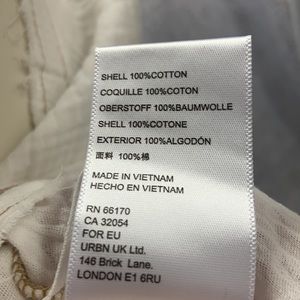 SHELL 100%COTTON
COQUILLE 100%COTON
OBERSTOFF 100%BAUMWOLLE
SHELL 100%COTONE
EXTERIOR 100%ALGODÓN
面料 100%棉
MADE IN VIETNAM
HECHO EN VIETNAM
RN 66170
CA 32054
FOR EU
URBN UK Ltd.
146 Brick Lane.
LONDON E1 6RU